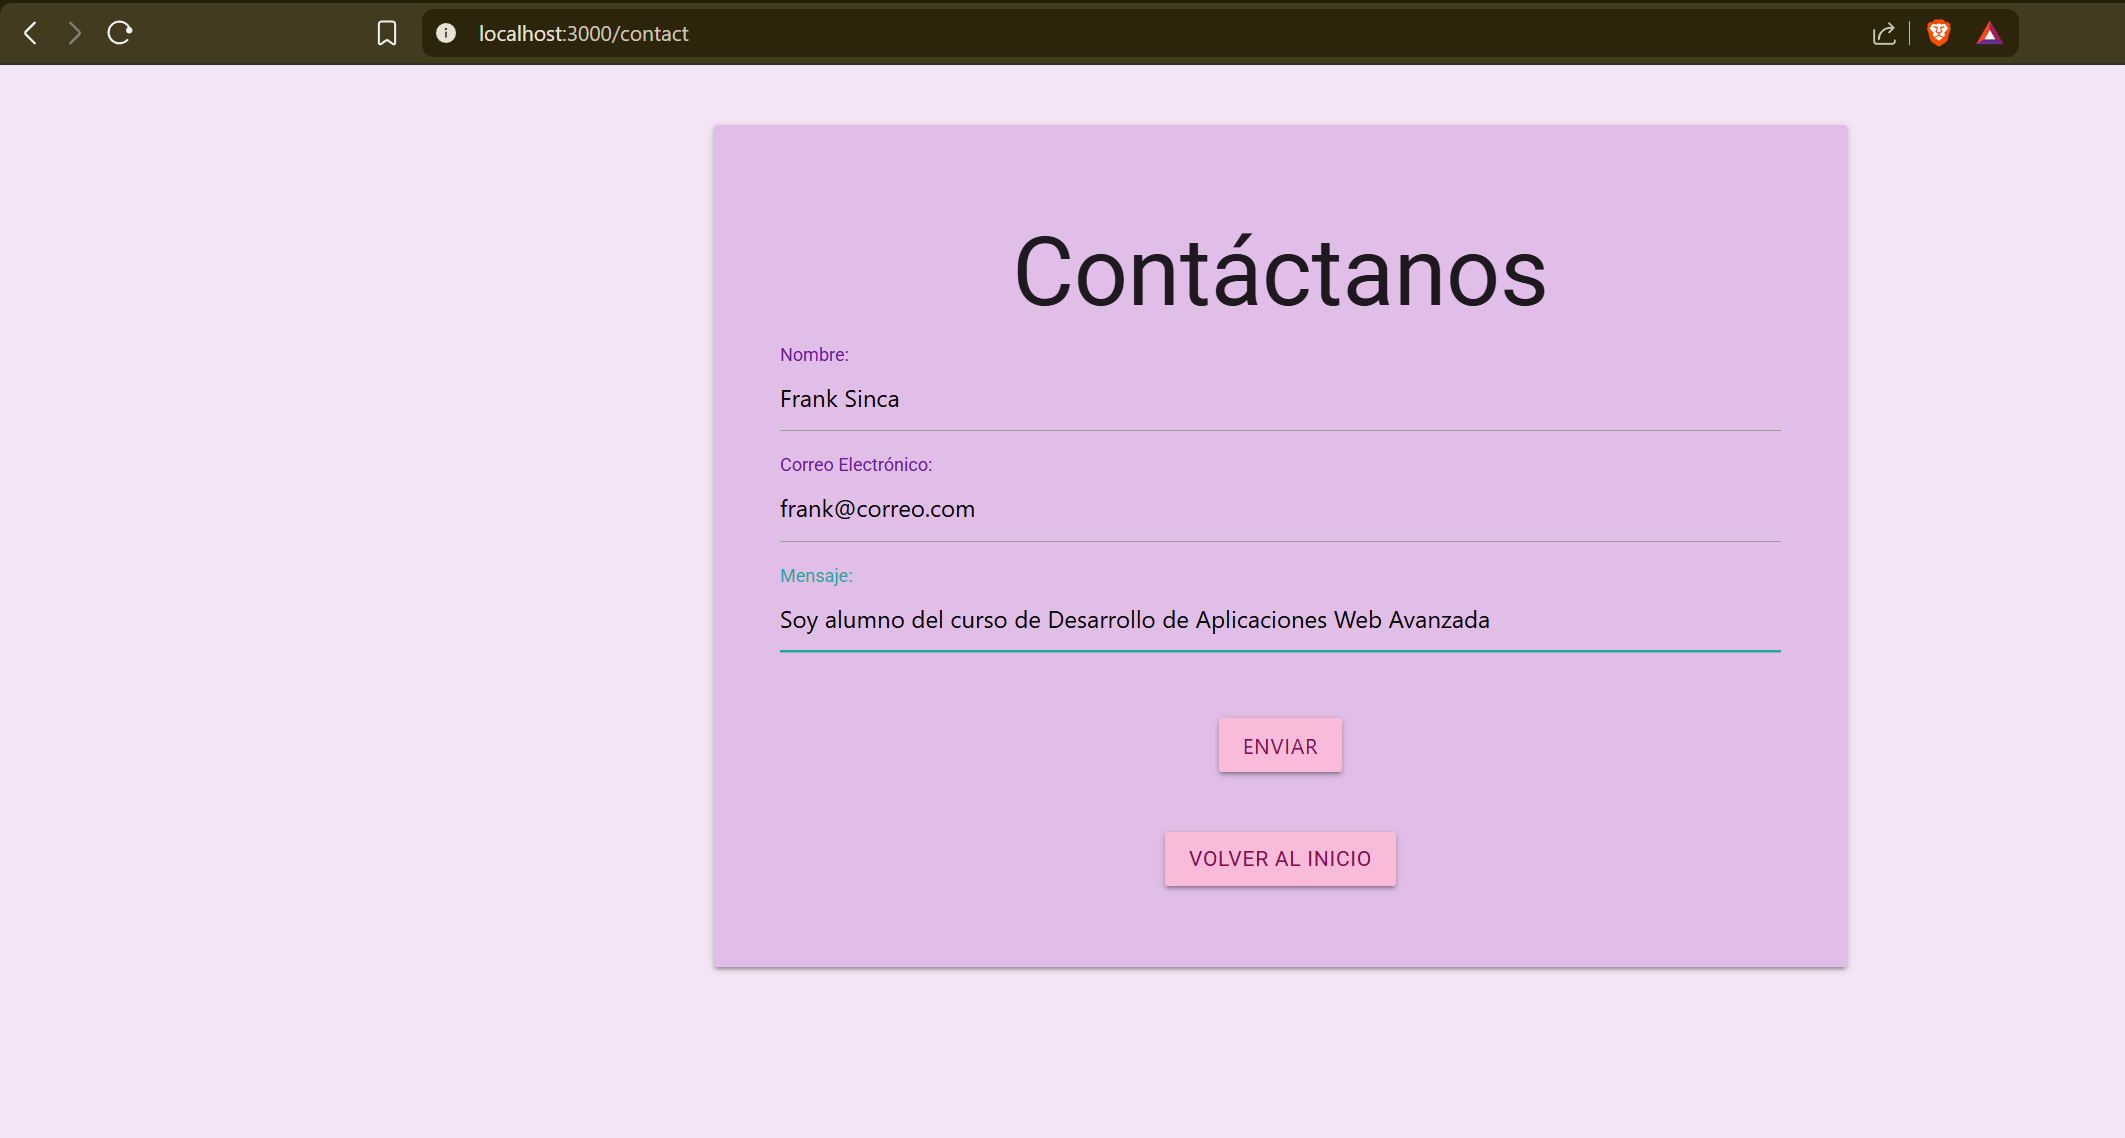 localhost:3000/contact
Contáctanos
Nombre:
Frank Sinca
Correo Electrónico:
frank@correo.com
Mensaje:
Soy alumno del curso de Desarrollo de Aplicaciones Web Avanzada
ENVIAR
VOLVER AL INICIO